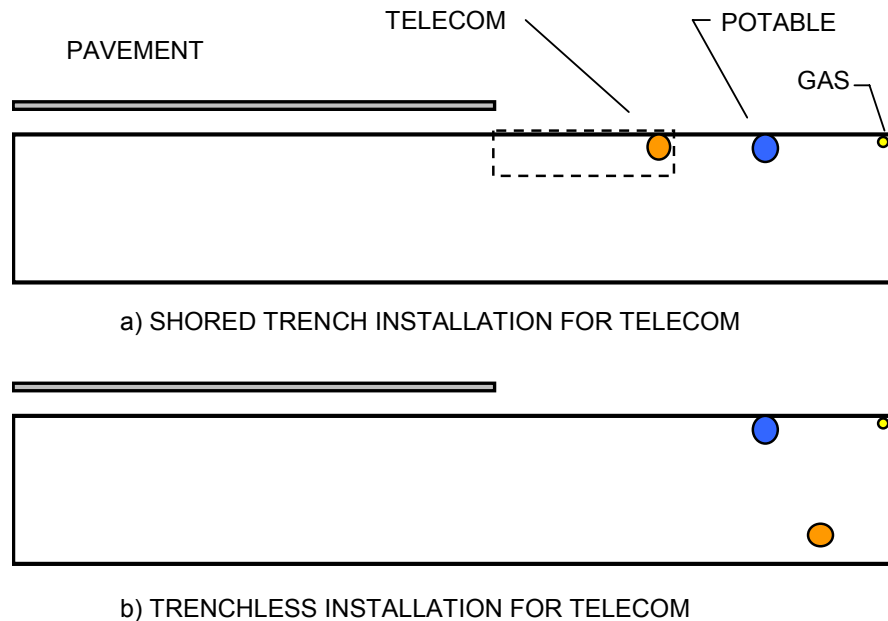 TELECOM
POTABLE
PAVEMENT
GAS
a) SHORED TRENCH INSTALLATION FOR TELECOM
b) TRENCHLESS INSTALLATION FOR TELECOM